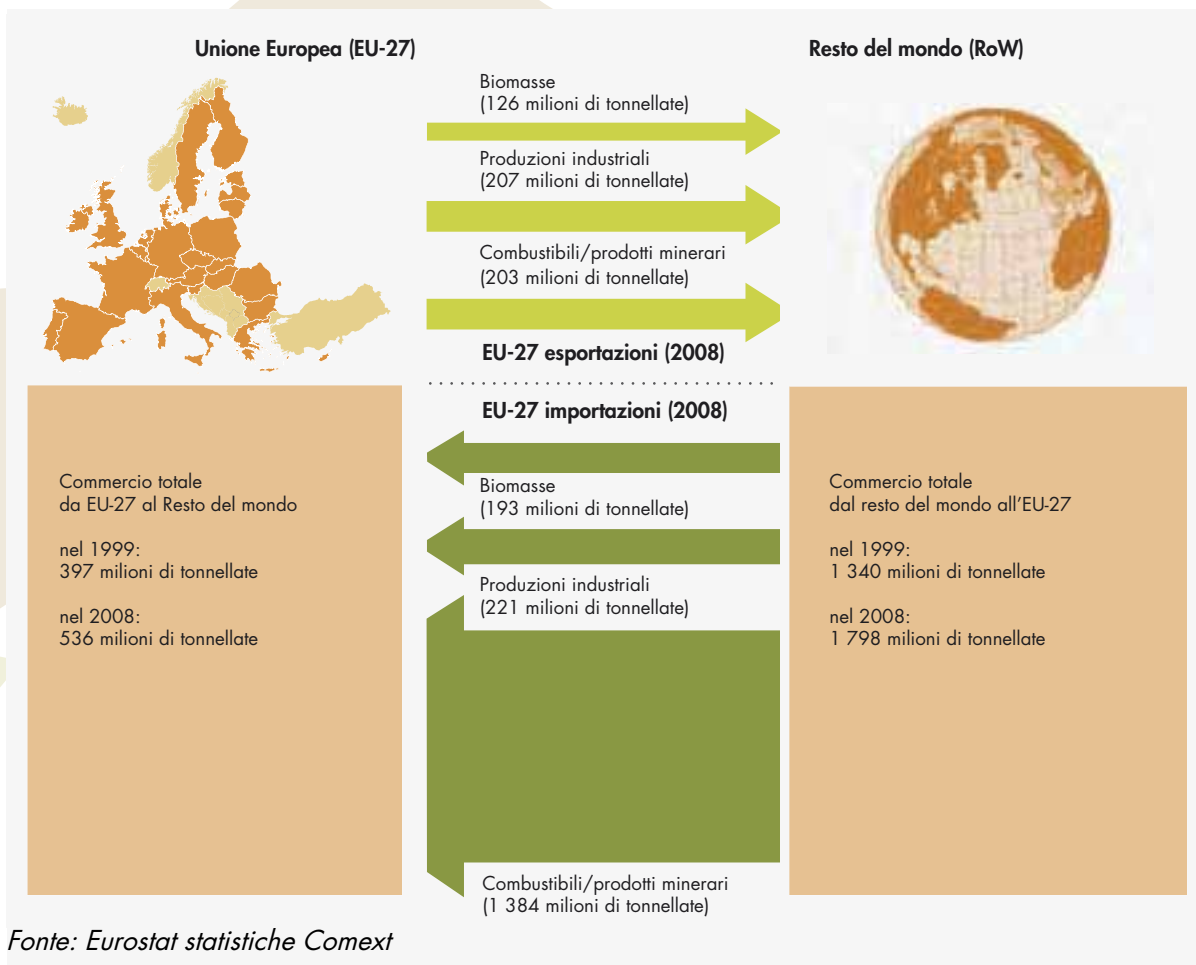 Unione Europea (EU-27)
Resto del mondo (RoW)
Biomasse
(126 milioni di tonnellate)
Produzioni industriali
(207 milioni di tonnellate)
Combustibili/prodotti minerari
(203 milioni di tonnellate)
EU-27 esportazioni (2008)
EU-27 importazioni (2008)
Commercio totale
da EU-27 al Resto del mondo
nel 1999:
397 milioni di tonnellate
nel 2008:
536 milioni di tonnellate
Biomasse
(193 milioni di tonnellate)
Produzioni industriali
(221 milioni di tonnellate)
Combustibili/prodotti minerari
(1 384 milioni di tonnellate)
Commercio totale
dal resto del mondo all'EU-27
nel 1999:
1 340 milioni di tonnellate
nel 2008:
1 798 milioni di tonnellate
Fonte: Eurostat statistiche Comext